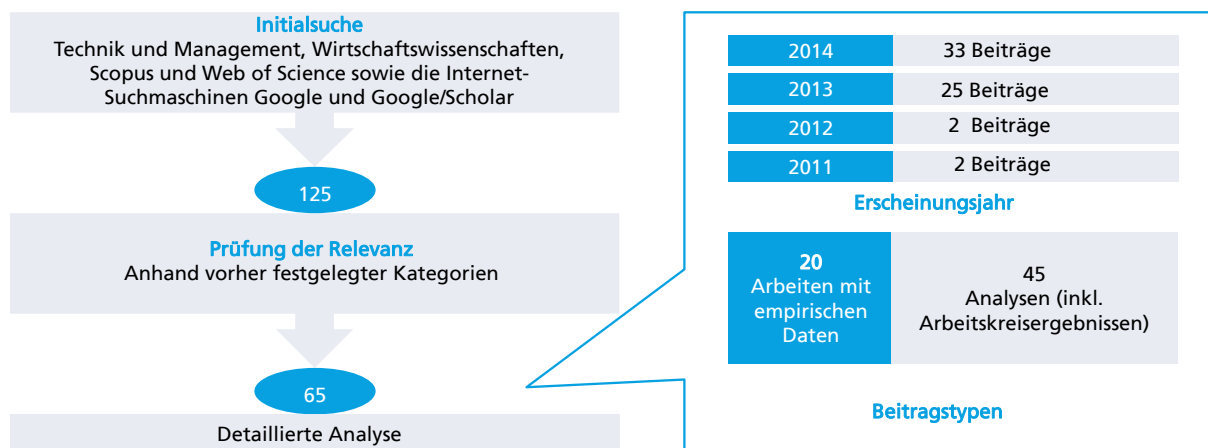 Initialsuche
Technik und Management, Wirtschaftswissenschaften,
Scopus und Web of Science sowie die Internet-
Suchmaschinen Google und Google/Scholar
125
Prüfung der Relevanz
Anhand vorher festgelegter Kategorien
65
Detaillierte Analyse
2014 33 Beiträge
2013 25 Beiträge
2012 2 Beiträge
2011 2 Beiträge
Erscheinungsjahr
20
Arbeiten mit
empirischen
Daten
45
Analysen (inkl.
Arbeitskreisergebnissen)
Beitragstypen